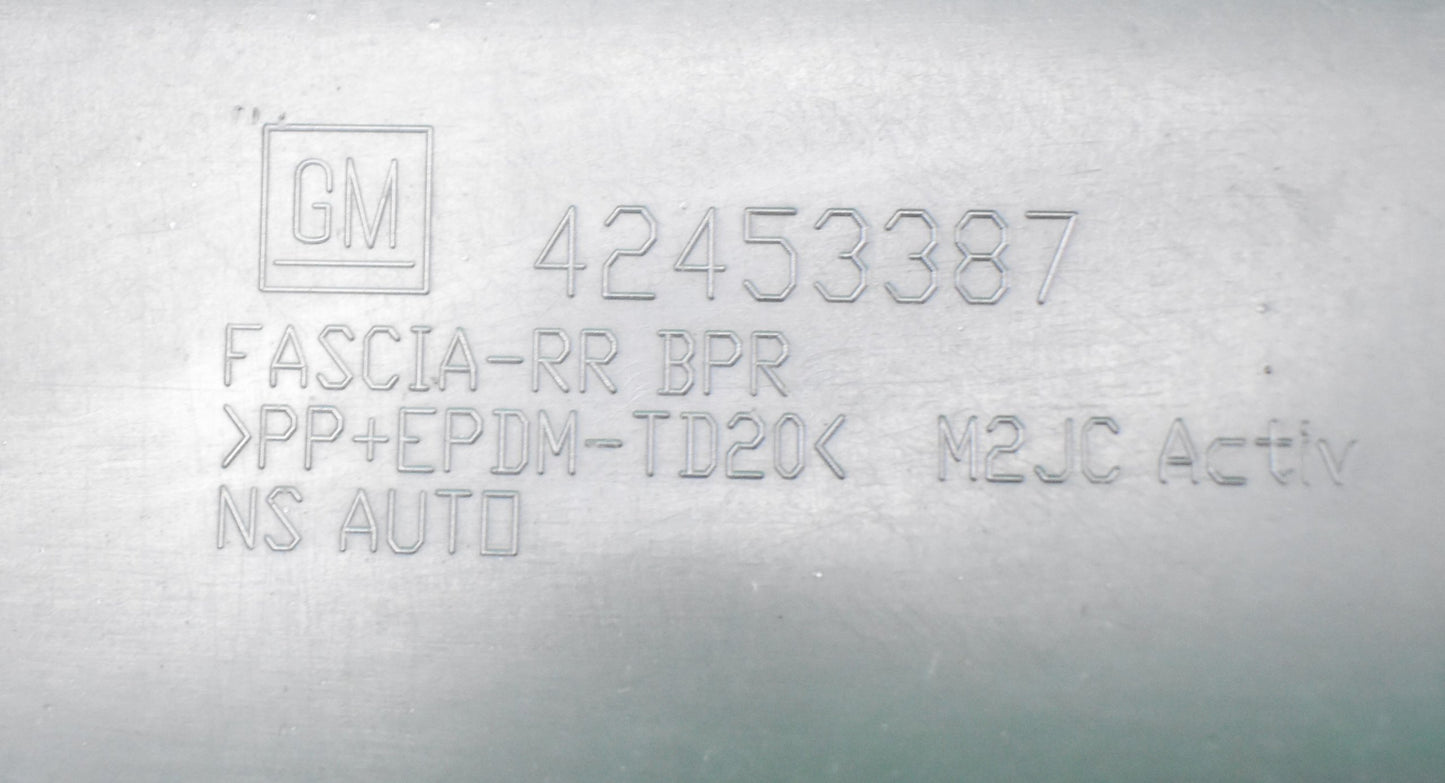 GM 42453387
FASCIA-RR BPR
>PP+EPDM-TD20< M2JC Activ
NS AUTO